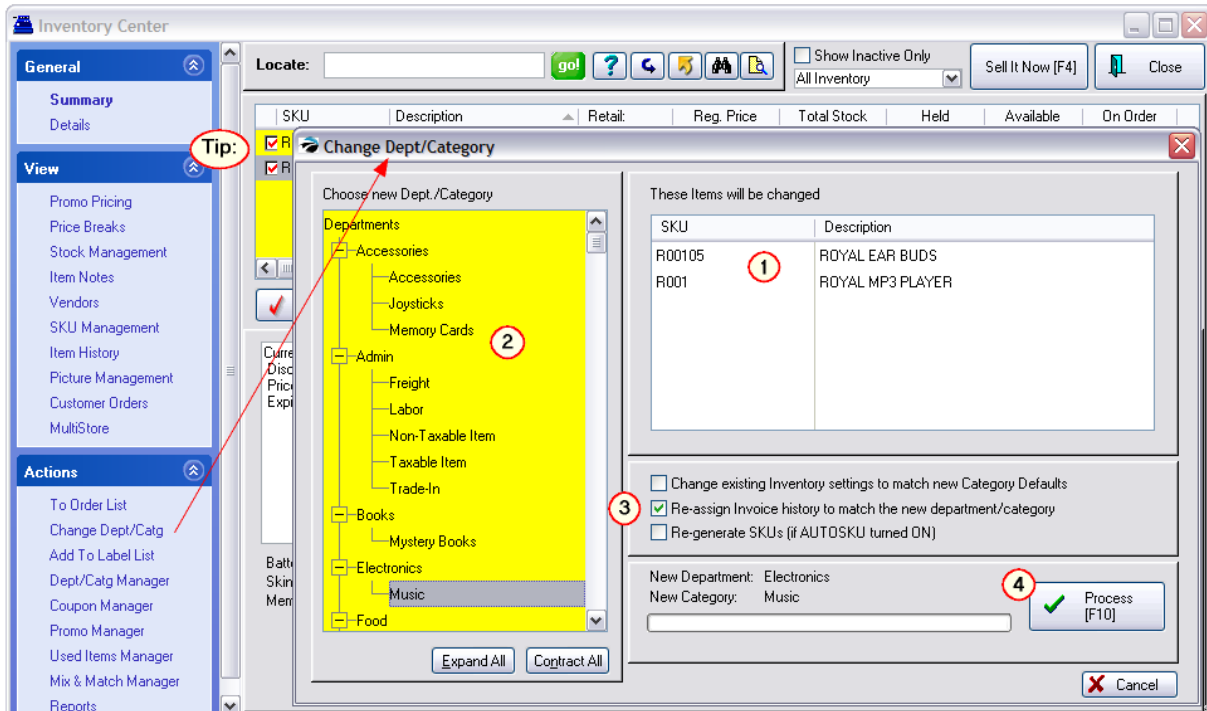 Inventory Center
General
Summary
Details
View
Promo Pricing
Price Breaks
Stock Management
Item Notes
Vendors
SKU Management
Item History
Picture Management
Customer Orders
MultiStore
Actions
To Order List
Change Dept/Catg
Add To Label List
Dept/Catg Manager
Coupon Manager
Promo Manager
Used Items Manager
Mix & Match Manager
Reports
Locate:
go!
?
Show Inactive Only
All Inventory
Sell It Now [F4]
Close
SKU Description Retail: Reg. Price Total Stock Held Available On Order
Tip:
R
R
Curre
Disc
Price
Expi
Batt
Skin
Mem
Change Dept/Category
Choose new Dept./Category
Departments
Accessories
Accessories
Joysticks
Memory Cards
2
Admin
Freight
Labor
Non-Taxable Item
Taxable Item
Trade-In
Books
Mystery Books
Electronics
Music
Food
Expand All Contract All
These Items will be changed
SKU Description
R00105 ROYAL EAR BUDS
1
R001 ROYAL MP3 PLAYER
Change existing Inventory settings to match new Category Defaults
3
Re-assign Invoice history to match the new department/category
Re-generate SKUs (if AUTOSKU turned ON)
New Department: Electronics
New Category: Music
4
Process
[F10]
Cancel